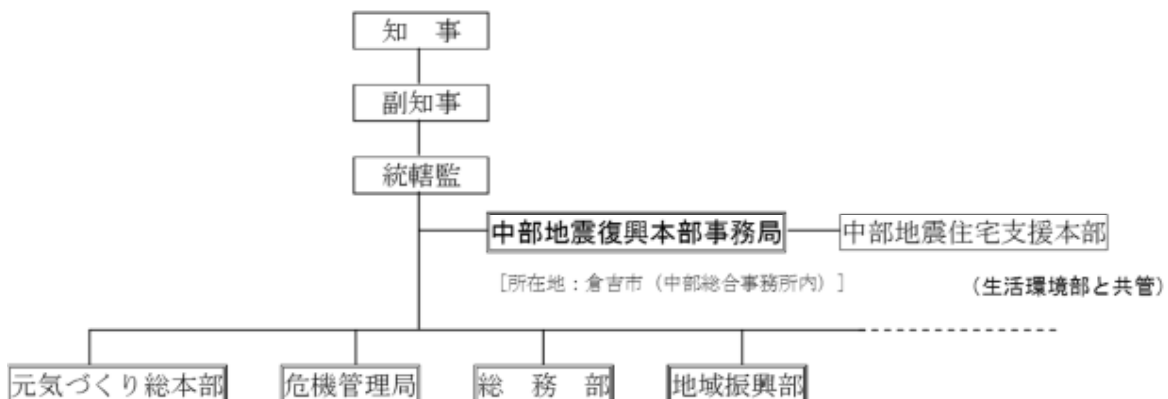 知　事
副知事
統轄監
中部地震復興本部事務局
中部地震住宅支援本部
［所在地：倉吉市（中部総合事務所内）］
（生活環境部と共管）
元気づくり総本部
危機管理局
総　務　部
地域振興部